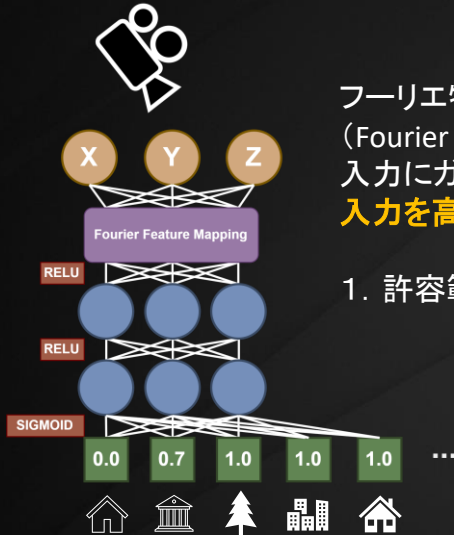 X Y Z
Fourier Feature Mapping
RELU
RELU
SIGMOID
0.0 0.7 1.0 1.0 1.0 ...
フーリエ
（Fourier
入力にガ
入力を高
1. 許容